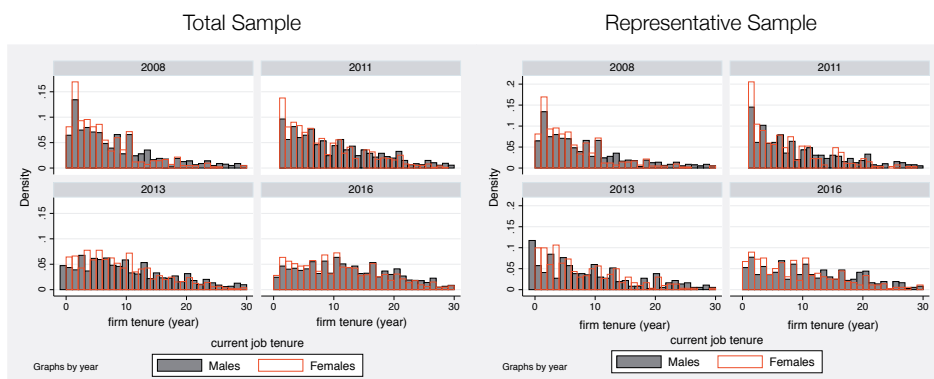 Total Sample
Representative Sample
2008
2011
.15
.1
.05
0
2013
2016
.15
.1
.05
0
Density
0
10
20
30
0
10
20
30
firm tenure (year)
firm tenure (year)
current job tenure
Graphs by year
Males
Females
2008
2011
.2
.15
.1
.05
0
2013
2016
.2
.15
.1
.05
0
Density
0
10
20
30
0
10
20
30
firm tenure (year)
firm tenure (year)
current job tenure
Graphs by year
Males
Females